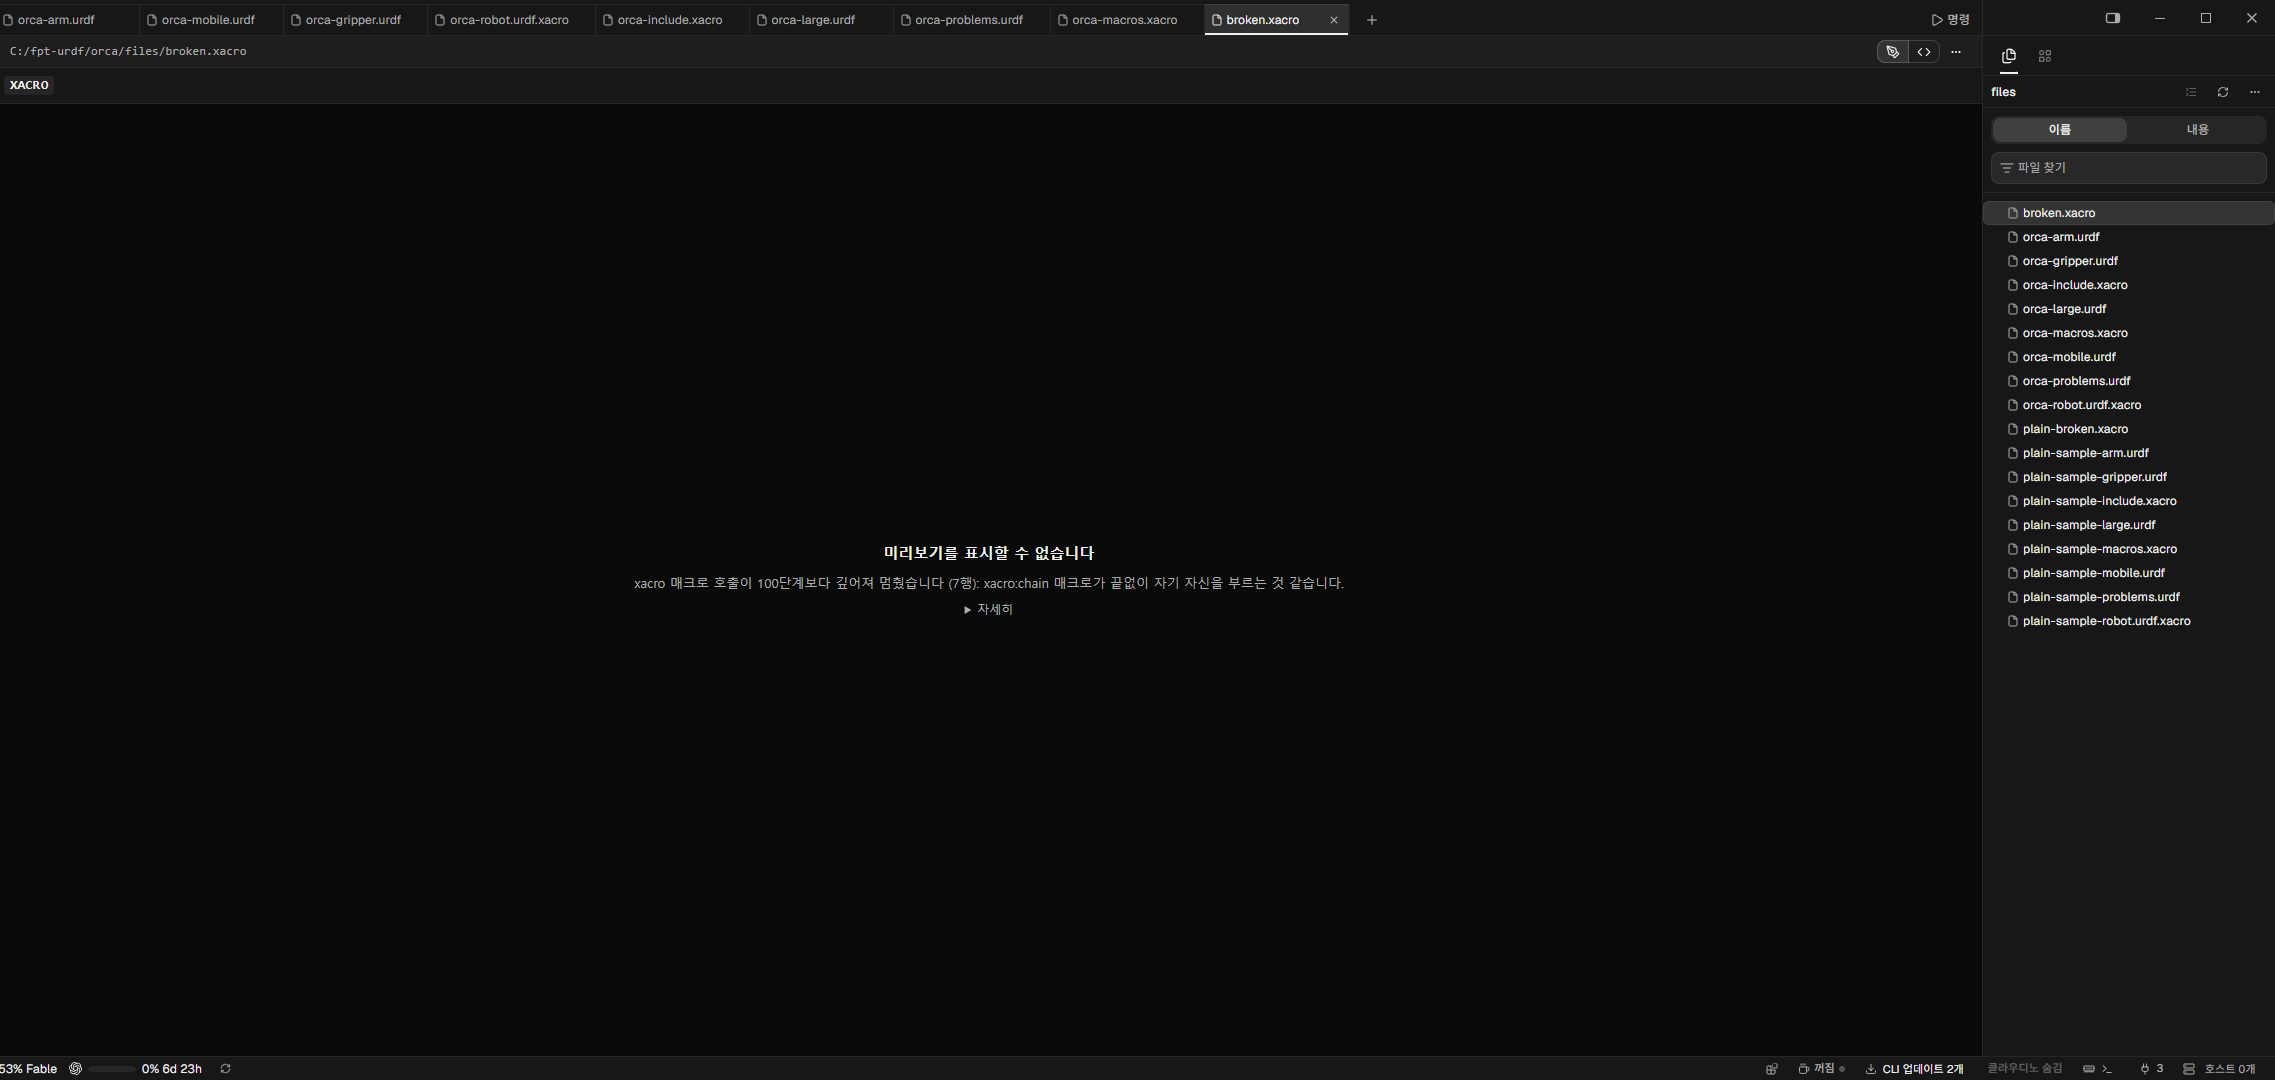 orca-arm.urdf
orca-mobile.urdf
orca-gripper.urdf
orca-robot.urdf.xacro
orca-include.xacro
orca-large.urdf
orca-problems.urdf
orca-macros.xacro
broken.xacro
명령
C:/fpt-urdf/orca/files/broken.xacro
XACRO
files
이름
내용
파일 찾기
broken.xacro
orca-arm.urdf
orca-gripper.urdf
orca-include.xacro
orca-large.urdf
orca-macros.xacro
orca-mobile.urdf
orca-problems.urdf
orca-robot.urdf.xacro
plain-broken.xacro
plain-sample-arm.urdf
plain-sample-gripper.urdf
plain-sample-include.xacro
plain-sample-large.urdf
plain-sample-macros.xacro
plain-sample-mobile.urdf
plain-sample-problems.urdf
plain-sample-robot.urdf.xacro
미리보기를 표시할 수 없습니다
xacro 매크로 호출이 100단계보다 깊어져 멈췄습니다 (7행): xacro:chain 매크로가 끝없이 자기 자신을 부르는 것 같습니다.
자세히
53% Fable
0% 6d 23h
꺼짐
CLI 업데이트 2개
클라우디노 숨김
3
호스트 0개